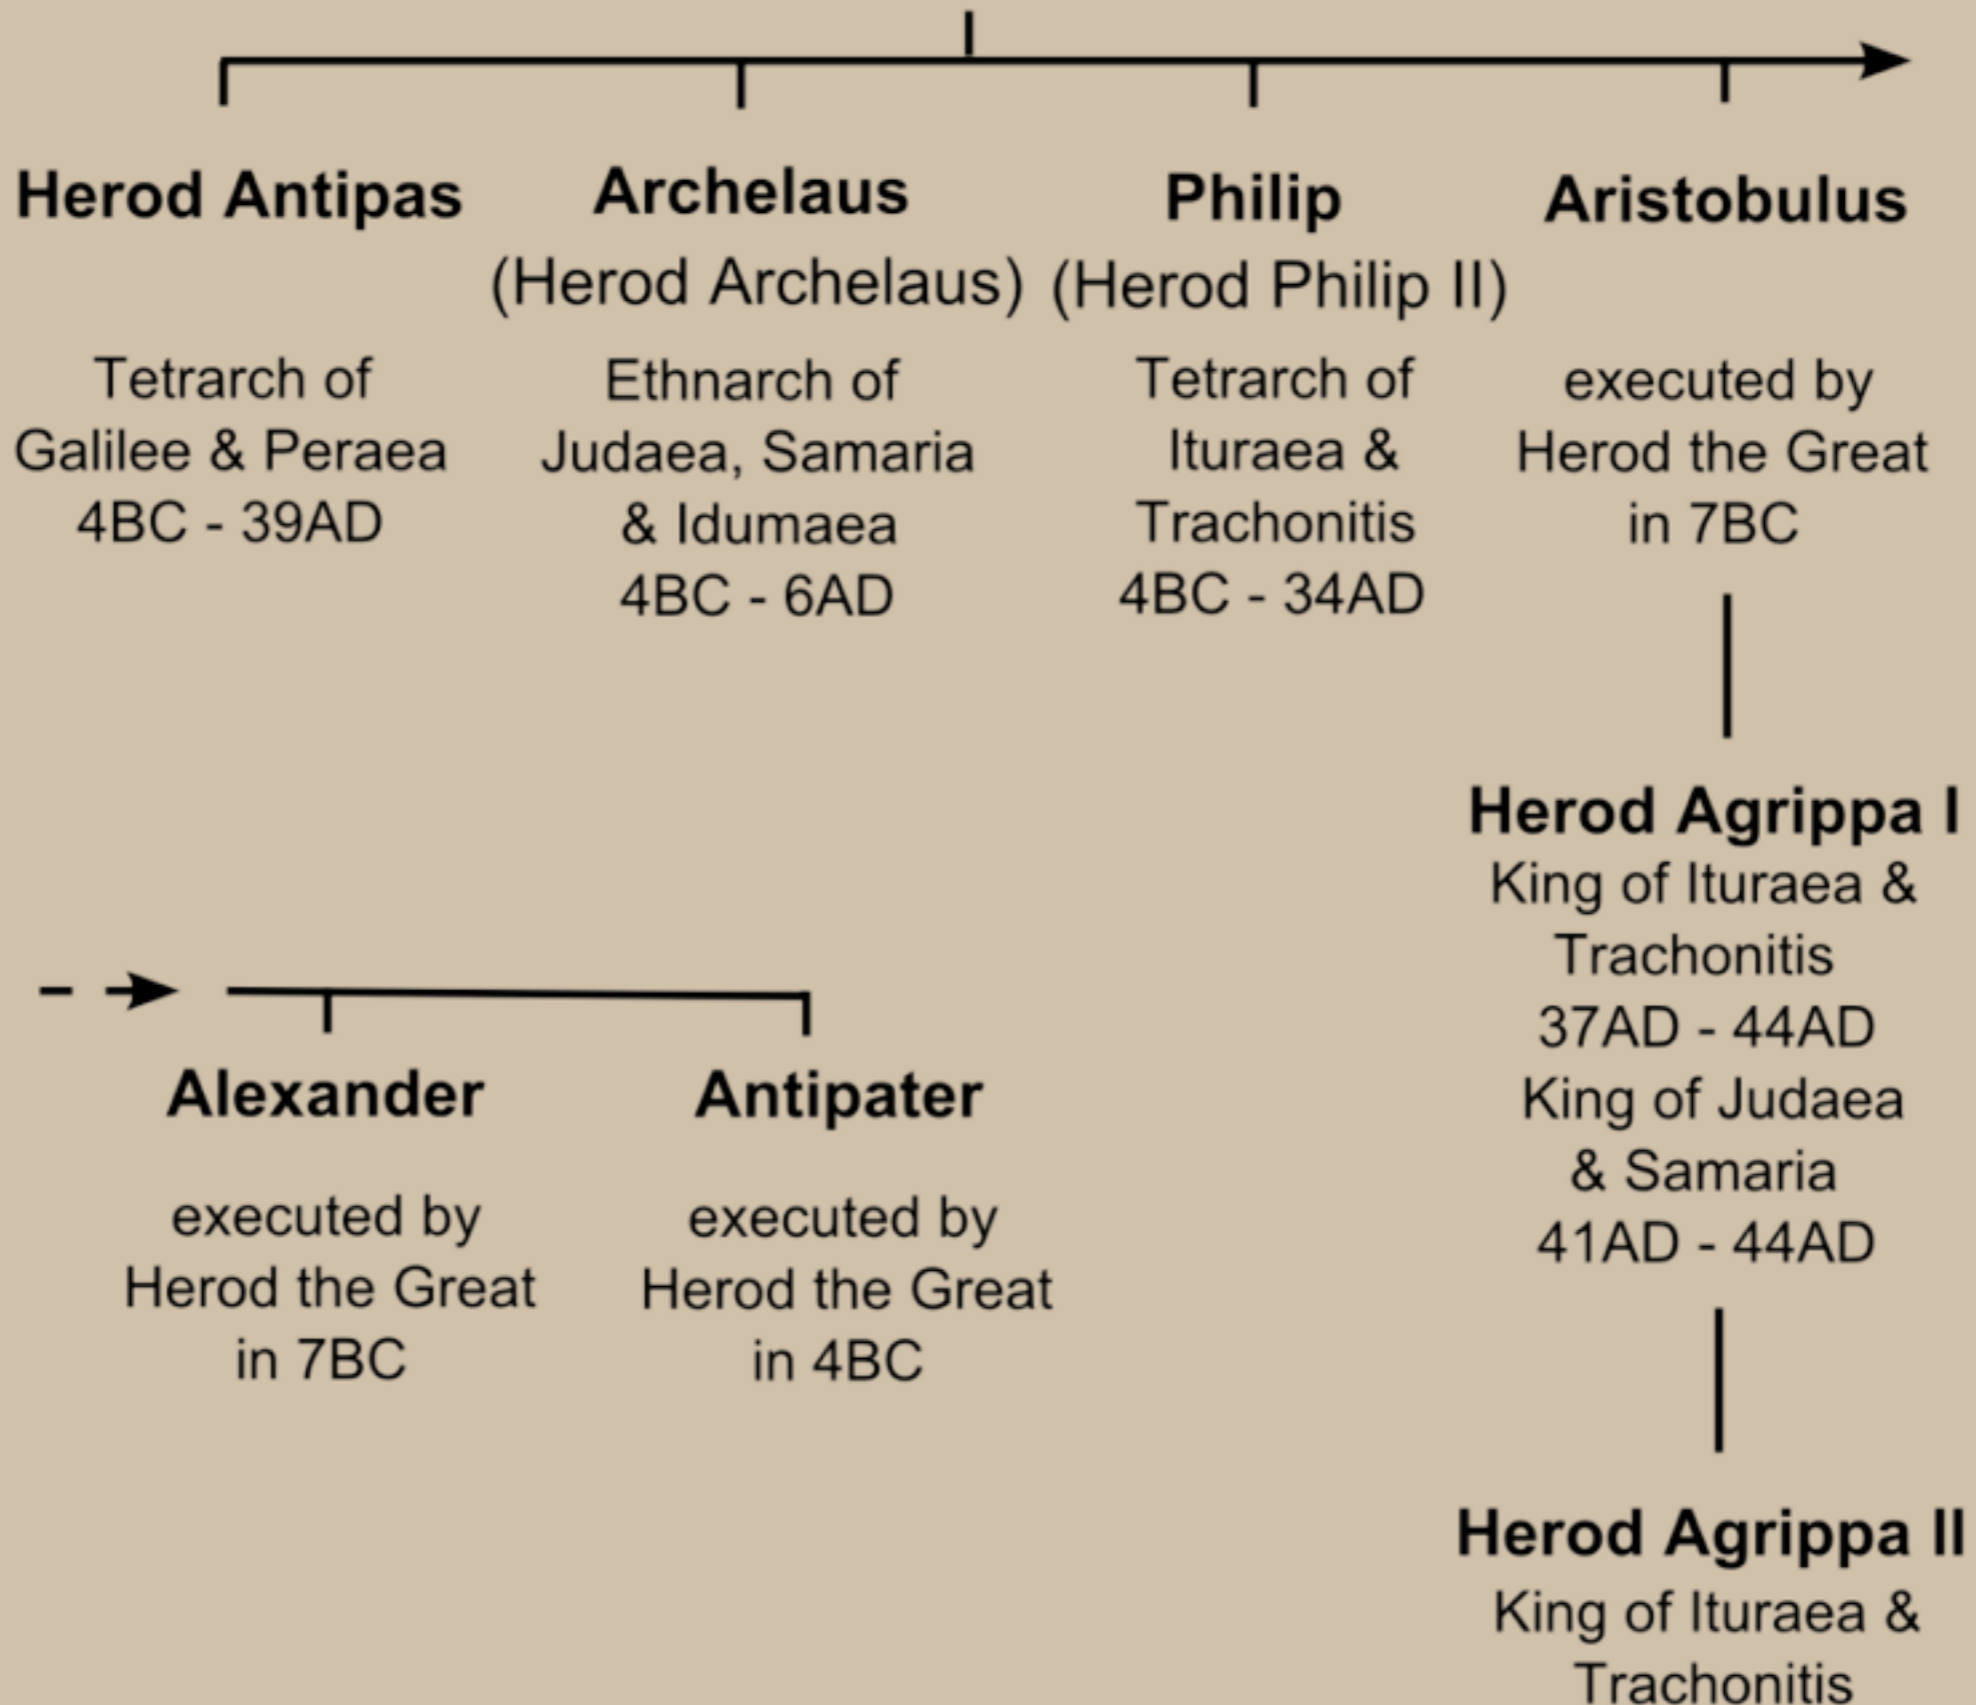 Herod Antipas
Tetrarch of
Galilee & Peraea
4BC - 39AD
Archelaus
(Herod Archelaus)
Ethnarch of
Judaea, Samaria
& Idumaea
4BC - 6AD
Philip
(Herod Philip II)
Tetrarch of
Ituraea &
Trachonitis
4BC - 34AD
Aristobulus
executed by
Herod the Great
in 7BC
Herod Agrippa I
King of Ituraea &
Trachonitis
37AD - 44AD
King of Judaea
& Samaria
41AD - 44AD
Herod Agrippa II
King of Ituraea &
Trachonitis
Alexander
executed by
Herod the Great
in 7BC
Antipater
executed by
Herod the Great
in 4BC